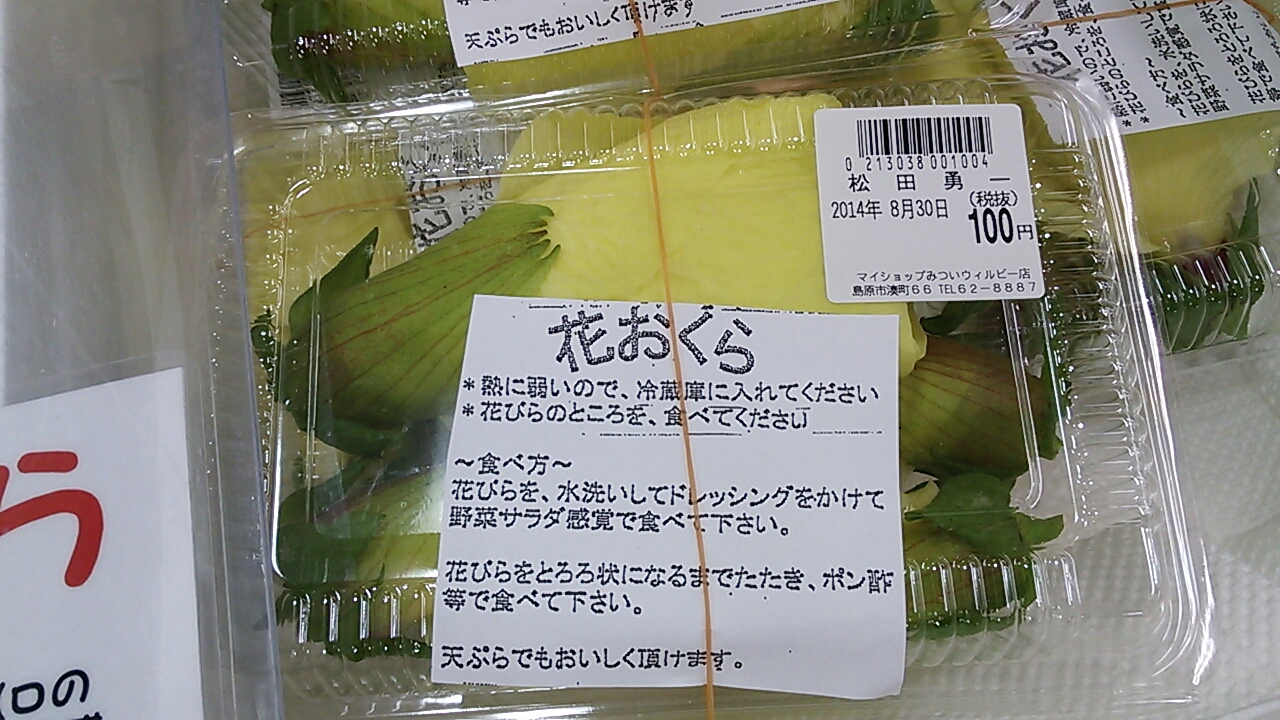 天ぷらでもおいしく頂けます
0 213038 001004
松田勇一
2014年 8月30日
(税抜)
100円
マイショップみついウィルビー店
島原市湊町66 TEL62-8887
花おくら
*熱に弱いので、冷蔵庫に入れてください
*花びらのところを、食べてください
～食べ方～
花びらを、水洗いしてドレッシングをかけて
野菜サラダ感覚で食べて下さい。
花びらをとろろ状になるまでたたき、ポン酢
等で食べて下さい。
天ぷらでもおいしく頂けます。
う